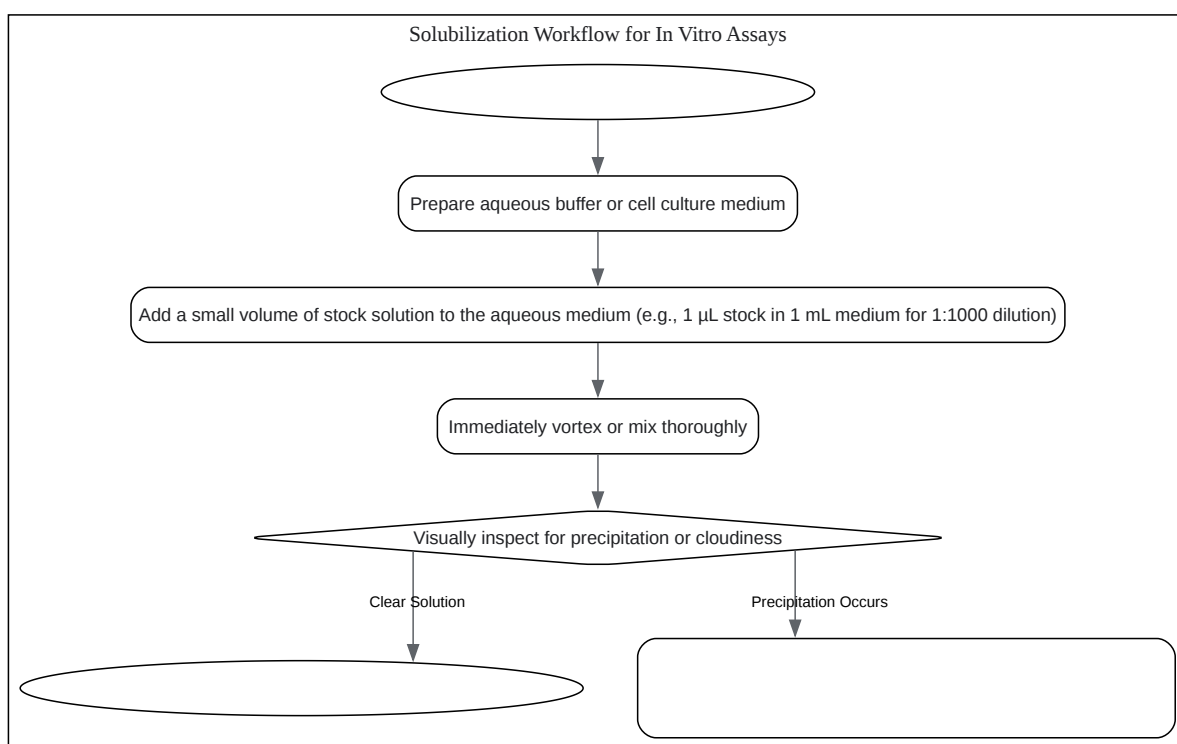 Solubilization Workflow for In Vitro Assays
Prepare aqueous buffer or cell culture medium
Add a small volume of stock solution to the aqueous medium (e.g., 1 µL stock in 1 mL medium for 1:1000 dilution)
Immediately vortex or mix thoroughly
Visually inspect for precipitation or cloudiness
Clear Solution
Precipitation Occurs